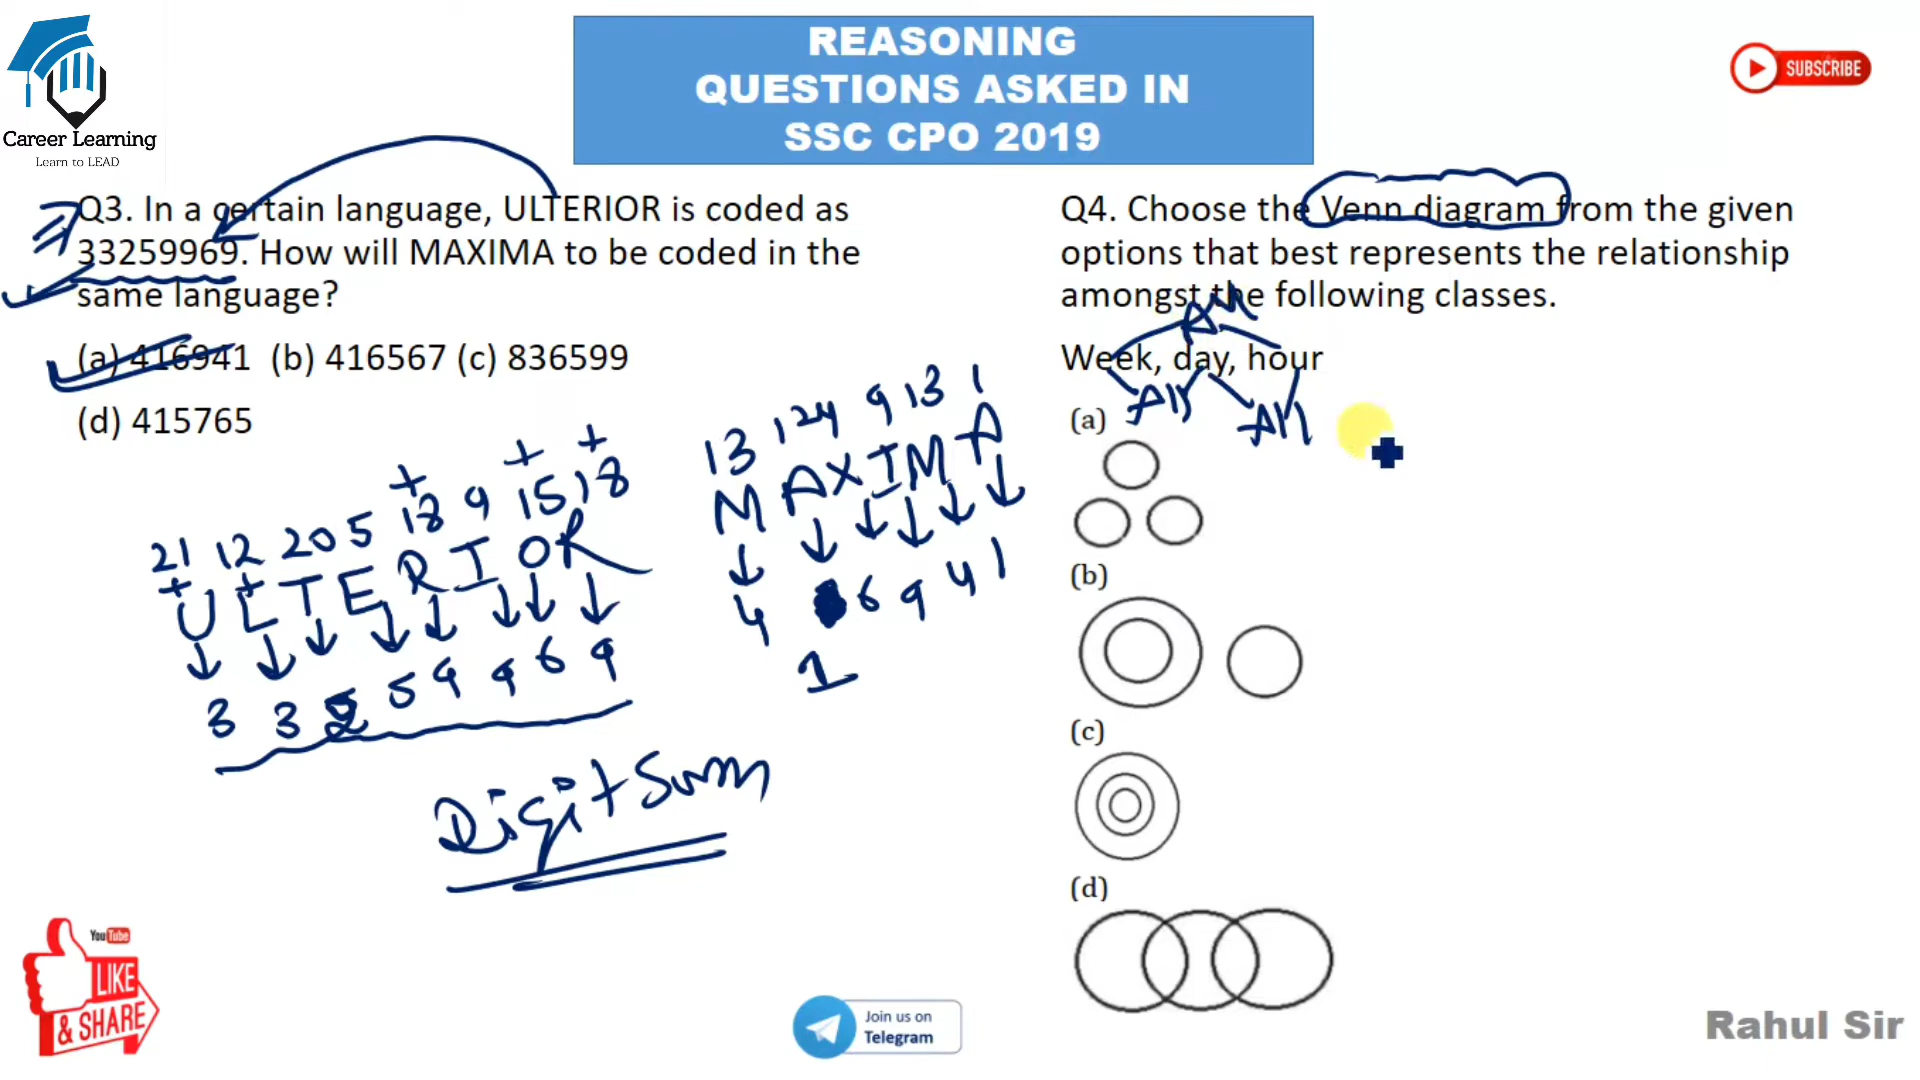 REASONING
QUESTIONS ASKED IN
SSC CPO 2019
SUBSCRIBE
Career Learning
Learn to LEAD
Q3. In a certain language, ULTERIOR is coded as
33259969. How will MAXIMA to be coded in the
same language?
(a) 416941 (b) 416567 (c) 836599
(d) 415765
+ + +
21 12 20 5 18 9 15 18
+ +
U L T E R I O R
3 3 2 5 9 9 6 9
Digit Sum
13 1 24 9 13 1
M A X I M A
4 6 9 4 1
1
Q4. Choose the Venn diagram from the given
options that best represents the relationship
amongst the following classes.
All
Week, day, hour
All All
(a)
(b)
(c)
(d)
YouTube
LIKE
& SHARE
Join us on
Telegram
Rahul Sir